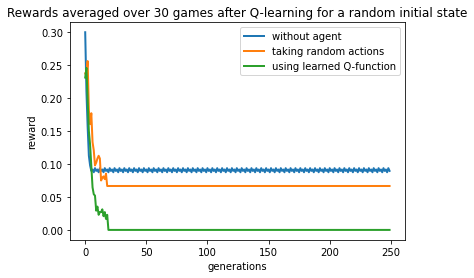 Rewards averaged over 30 games after Q-learning for a random initial state
without agent
taking random actions
using learned Q-function
reward
0.30
0.25
0.20
0.15
0.10
0.05
0.00
0 50 100 150 200 250
generations